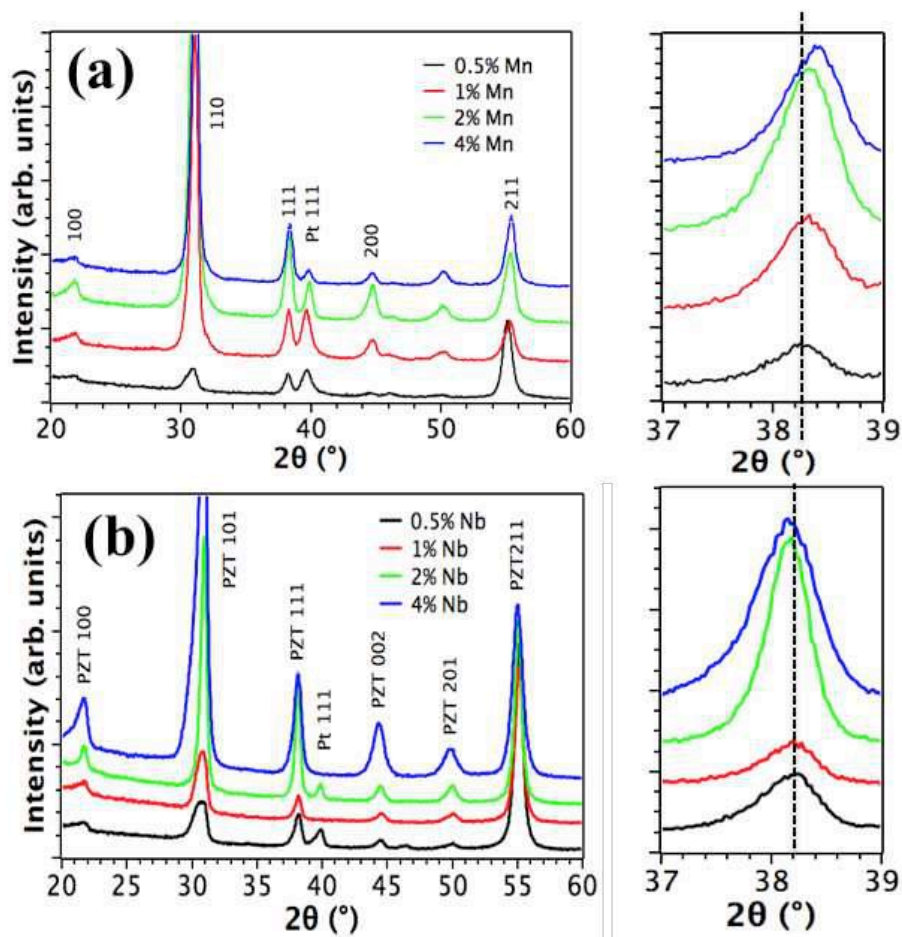 (a)
0.5% Mn
1% Mn
2% Mn
4% Mn
100
110
111
Pt 111
200
211
Intensity (arb. units)
20 30 40 50 60
2θ (°)
37 38 39
2θ (°)
(b)
0.5% Nb
1% Nb
2% Nb
4% Nb
PZT 100
PZT 101
PZT 111
Pt 111
PZT 002
PZT 201
PZT211
Intensity (arb. units)
20 25 30 35 40 45 50 55 60
2θ (°)
37 38 39
2θ (°)